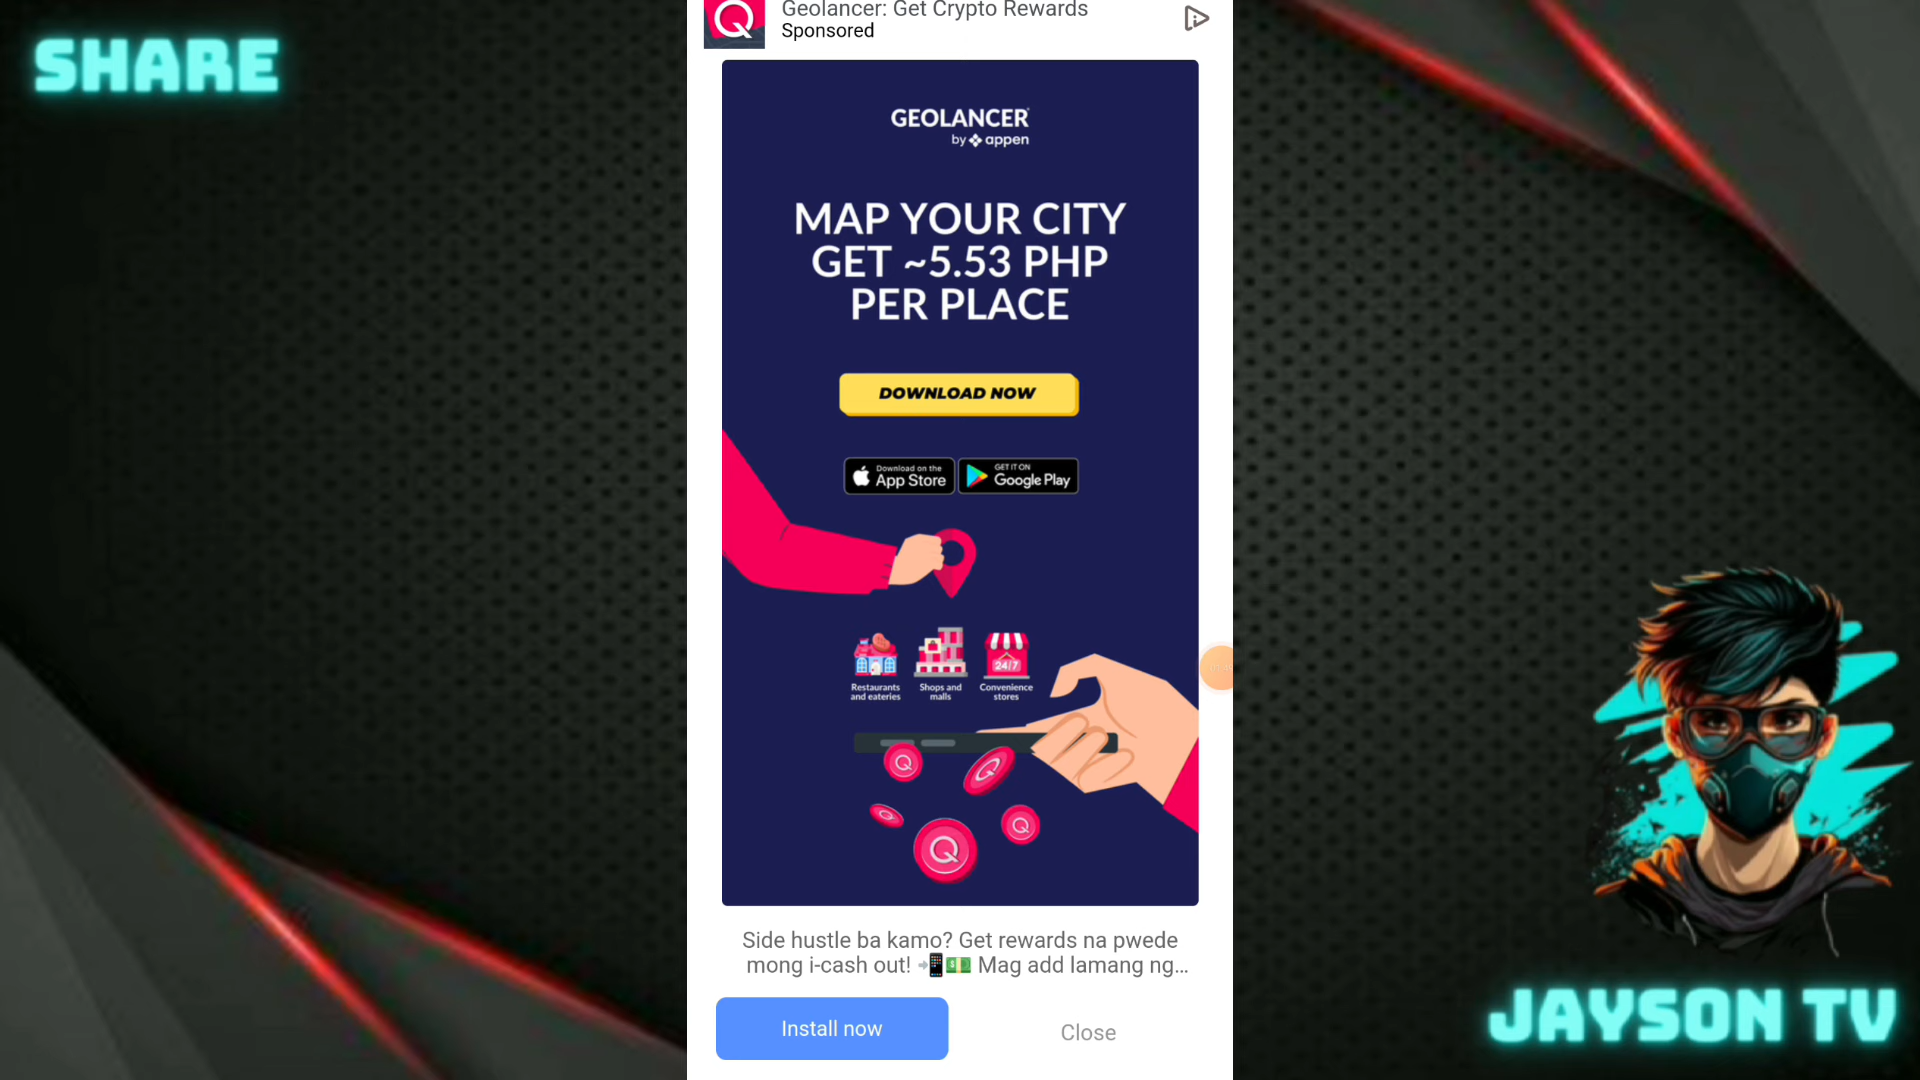 SHARE
Geolancer: Get Crypto Rewards
Sponsored
GEOLANCER
by appen
MAP YOUR CITY
GET ~5.53 PHP
PER PLACE
DOWNLOAD NOW
Download on the
App Store
GET IT ON
Google Play
24/7
Restaurants
and eateries
Shops and
malls
Convenience
stores
Side hustle ba kamo? Get rewards na pwede
mong i-cash out! 📲💵 Mag add lamang ng...
Install now
Close
JAYSON TV